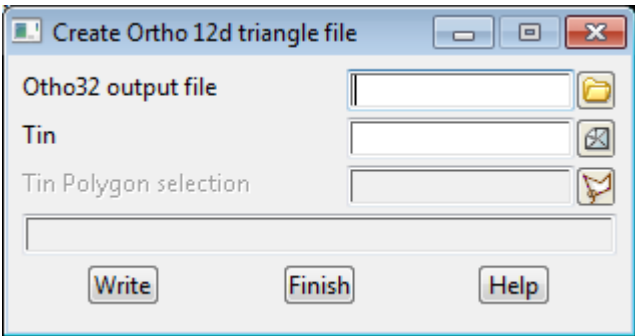 Create Ortho 12d triangle file
Otho32 output file
Tin
Tin Polygon selection
Write Finish Help